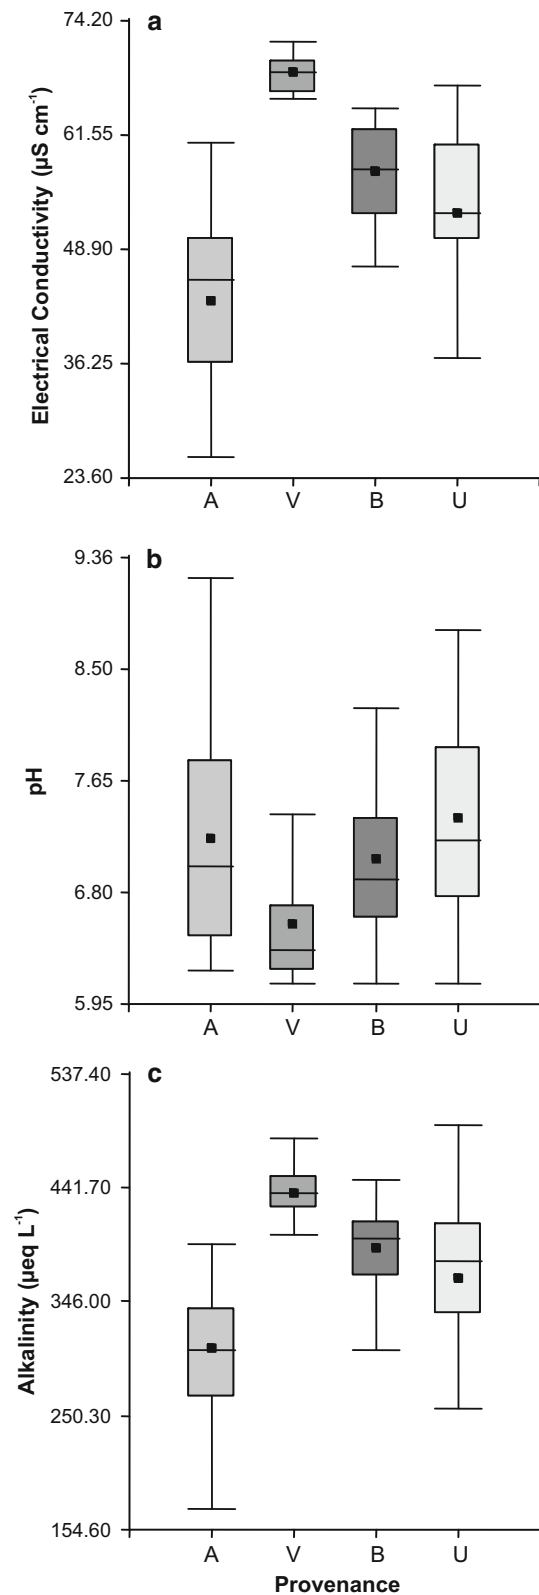 a
74.20
61.55
48.90
36.25
23.60
Electrical Conductivity (µS cm⁻¹)
A V B U
b
9.36
8.50
7.65
6.80
5.95
pH
A V B U
c
537.40
441.70
346.00
250.30
154.60
Alkalinity (µeq L⁻¹)
A V B U
Provenance